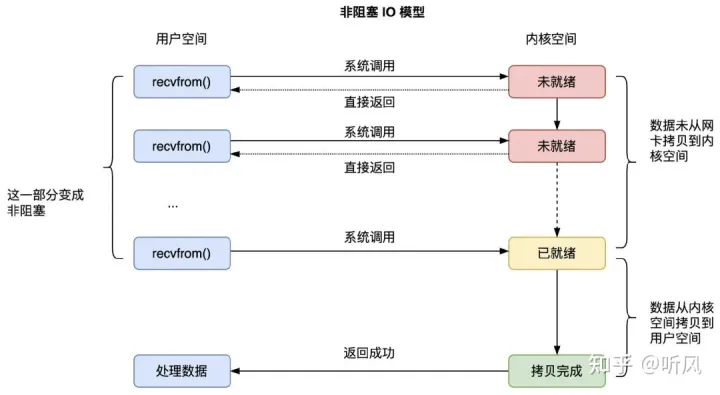 非阻塞 IO 模型
用户空间
内核空间
recvfrom()
系统调用
未就绪
直接返回
recvfrom()
系统调用
未就绪
直接返回
数据未从网
卡拷贝到内
核空间
这一部分变成
非阻塞
...
recvfrom()
系统调用
已就绪
数据从内核
空间拷贝到
用户空间
处理数据
返回成功
拷贝完成
知乎 @听风